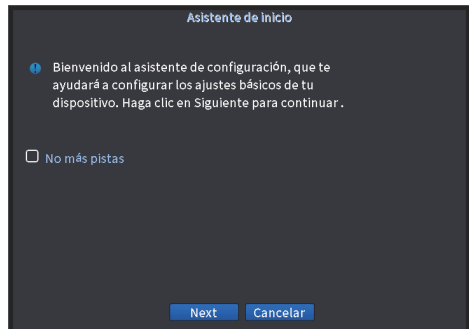 Asistente de inicio
Bienvenido al asistente de configuración, que te
ayudará a configurar los ajustes básicos de tu
dispositivo. Haga clic en Siguiente para continuar .
No más pistas
Next
Cancelar